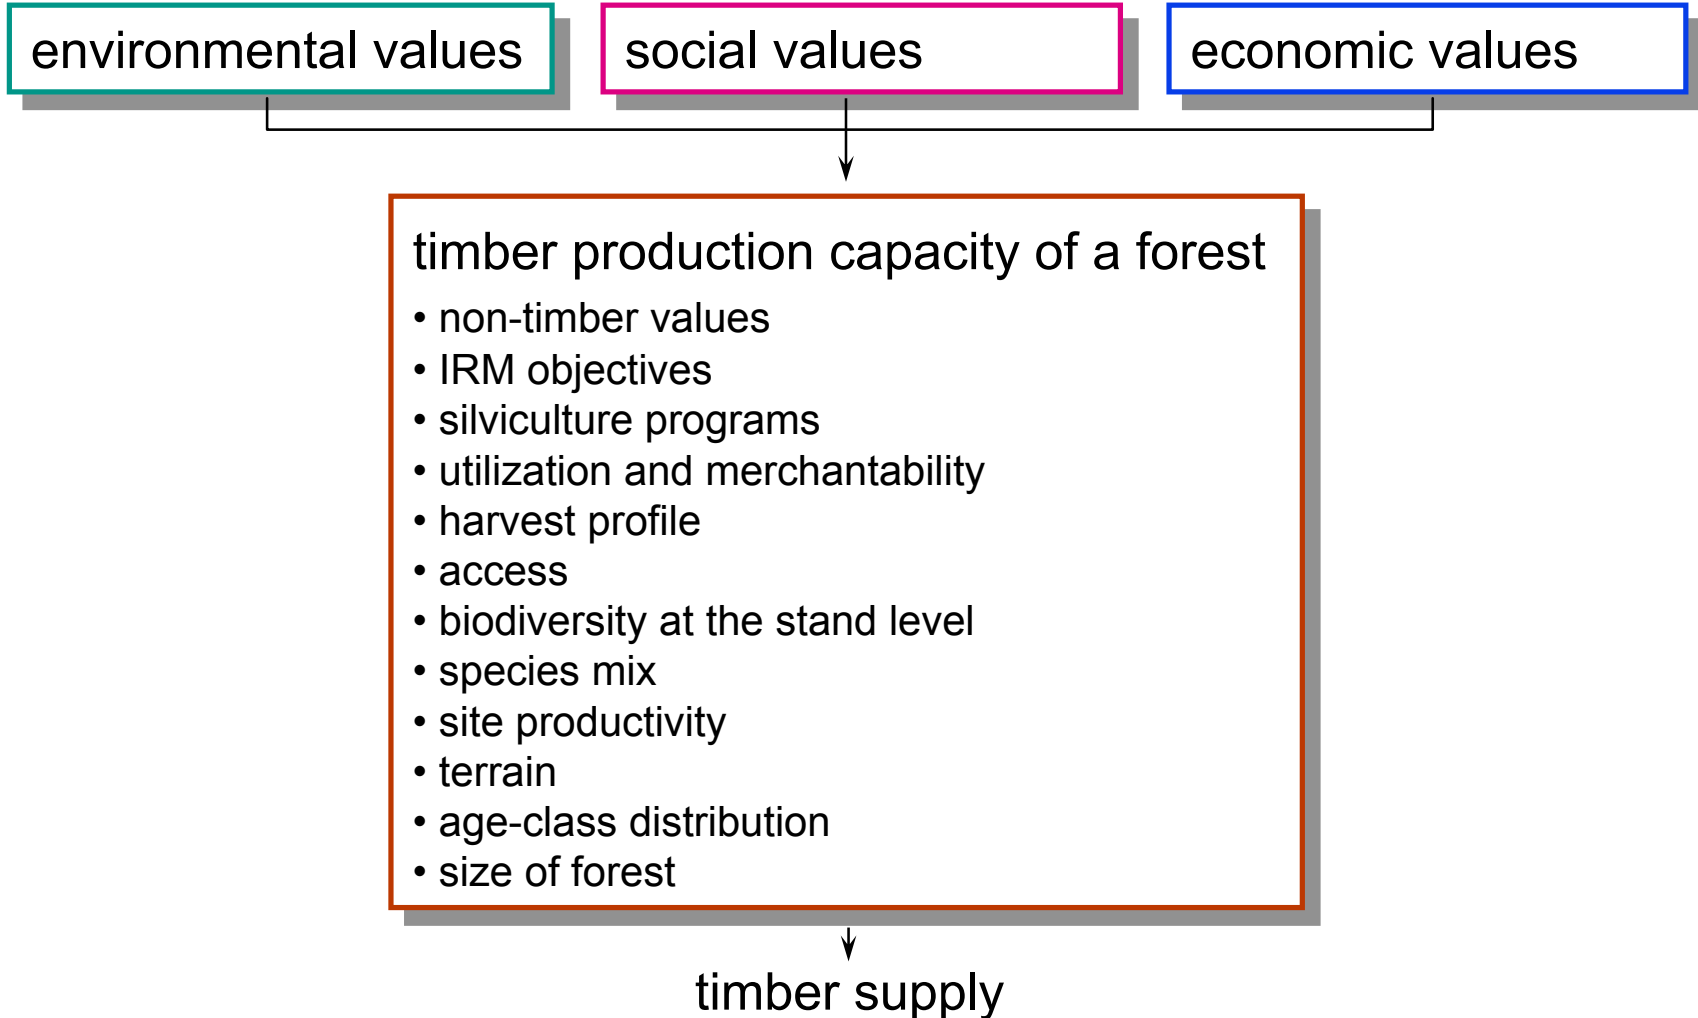 environmental values
social values
economic values
timber production capacity of a forest
• non-timber values
• IRM objectives
• silviculture programs
• utilization and merchantability
• harvest profile
• access
• biodiversity at the stand level
• species mix
• site productivity
• terrain
• age-class distribution
• size of forest
timber supply